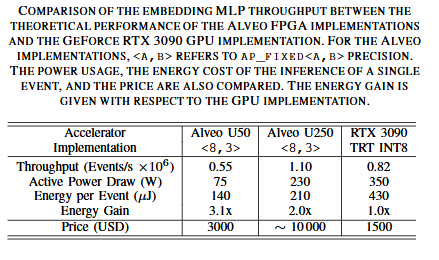 COMPARISON OF THE EMBEDDING MLP THROUGHPUT BETWEEN THE
THEORETICAL PERFORMANCE OF THE ALVEO FPGA IMPLEMENTATIONS
AND THE GEFORCE RTX 3090 GPU IMPLEMENTATION. FOR THE ALVEO
IMPLEMENTATIONS, <A, B> REFERS TO AP_FIXED<A, B> PRECISION.
THE POWER USAGE, THE ENERGY COST OF THE INFERENCE OF A SINGLE
EVENT, AND THE PRICE ARE ALSO COMPARED. THE ENERGY GAIN IS
GIVEN WITH RESPECT TO THE GPU IMPLEMENTATION.
Accelerator Alveo U50 Alveo U250 RTX 3090
Implementation <8,3> <8,3> TRT INT8
Throughput (Events/s ×10⁶) 0.55 1.10 0.82
Active Power Draw (W) 75 230 350
Energy per Event (μJ) 140 210 430
Energy Gain 3.1x 2.0x 1.0x
Price (USD) 3000 ~ 10 000 1500